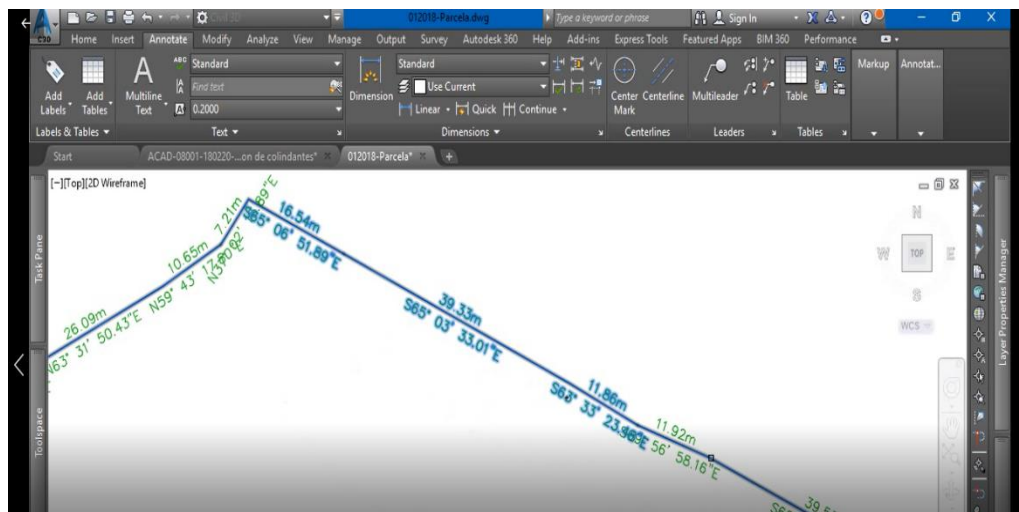 C3D
Civil 3D
012018-Parcela.dwg
Type a keyword or phrase
Sign In
Home Insert Annotate Modify Analyze View Manage Output Survey Autodesk 360 Help Add-ins Express Tools Featured Apps BIM 360 Performance
Add Labels
Add Tables
Labels & Tables
Multiline Text
ABC Standard
Find text
0.2000
Text
Dimension
Standard
Use Current
Linear Quick Continue
Dimensions
Center Mark
Centerline
Centerlines
Multileader
Leaders
Table
Tables
Markup
Annotat...
Start
ACAD-08001-180220-...on de colindantes*
012018-Parcela*
[−][Top][2D Wireframe]
Task Pane
Toolspace
Layer Properties Manager
N
W TOP E
S
WCS
26.09m
N63° 31' 50.43"E
10.65m
N59° 43'
7.21m
16.54m
S65° 06' 51.89"E
39.33m
S65° 03' 33.01"E
11.86m
S63° 33'
11.92m
56' 58.16"E